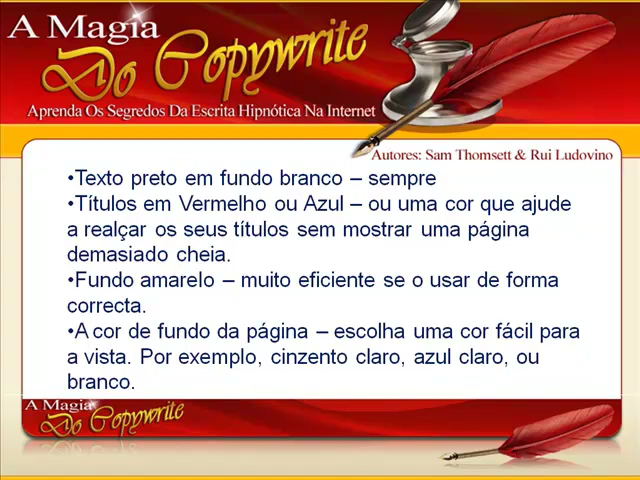 A Magia
Do Copywrite
Aprenda Os Segredos Da Escrita Hipnótica Na Internet
Autores: Sam Thomsett & Rui Ludovino
•Texto preto em fundo branco – sempre
•Títulos em Vermelho ou Azul – ou uma cor que ajude
a realçar os seus títulos sem mostrar uma página
demasiado cheia.
•Fundo amarelo – muito eficiente se o usar de forma
correcta.
•A cor de fundo da página – escolha uma cor fácil para
a vista. Por exemplo, cinzento claro, azul claro, ou
branco.
A Magia
Do Copywrite